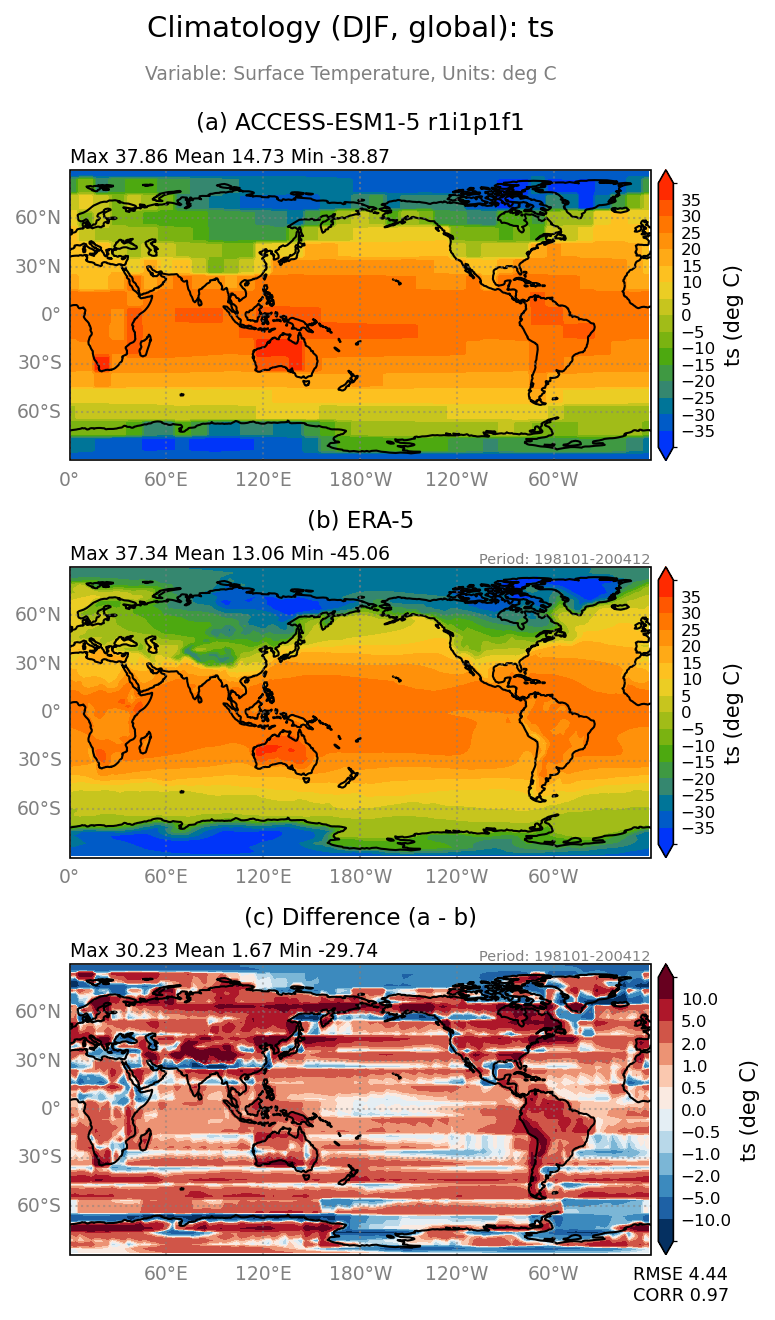 Climatology (DJF, global): ts
Variable: Surface Temperature, Units: deg C
(a) ACCESS-ESM1-5 r1i1p1f1
Max 37.86 Mean 14.73 Min -38.87
60°N
30°N
0°
30°S
60°S
0°
60°E
120°E
180°W
120°W
60°W
35
30
25
20
15
10
5
0
−5
−10
−15
−20
−25
−30
−35
ts (deg C)
(b) ERA-5
Max 37.34 Mean 13.06 Min -45.06
Period: 198101-200412
60°N
30°N
0°
30°S
60°S
0°
60°E
120°E
180°W
120°W
60°W
35
30
25
20
15
10
5
0
−5
−10
−15
−20
−25
−30
−35
ts (deg C)
(c) Difference (a - b)
Max 30.23 Mean 1.67 Min -29.74
Period: 198101-200412
60°N
30°N
0°
30°S
60°S
60°E
120°E
180°W
120°W
60°W
10.0
5.0
2.0
1.0
0.5
0.0
−0.5
−1.0
−2.0
−5.0
−10.0
ts (deg C)
RMSE 4.44
CORR 0.97